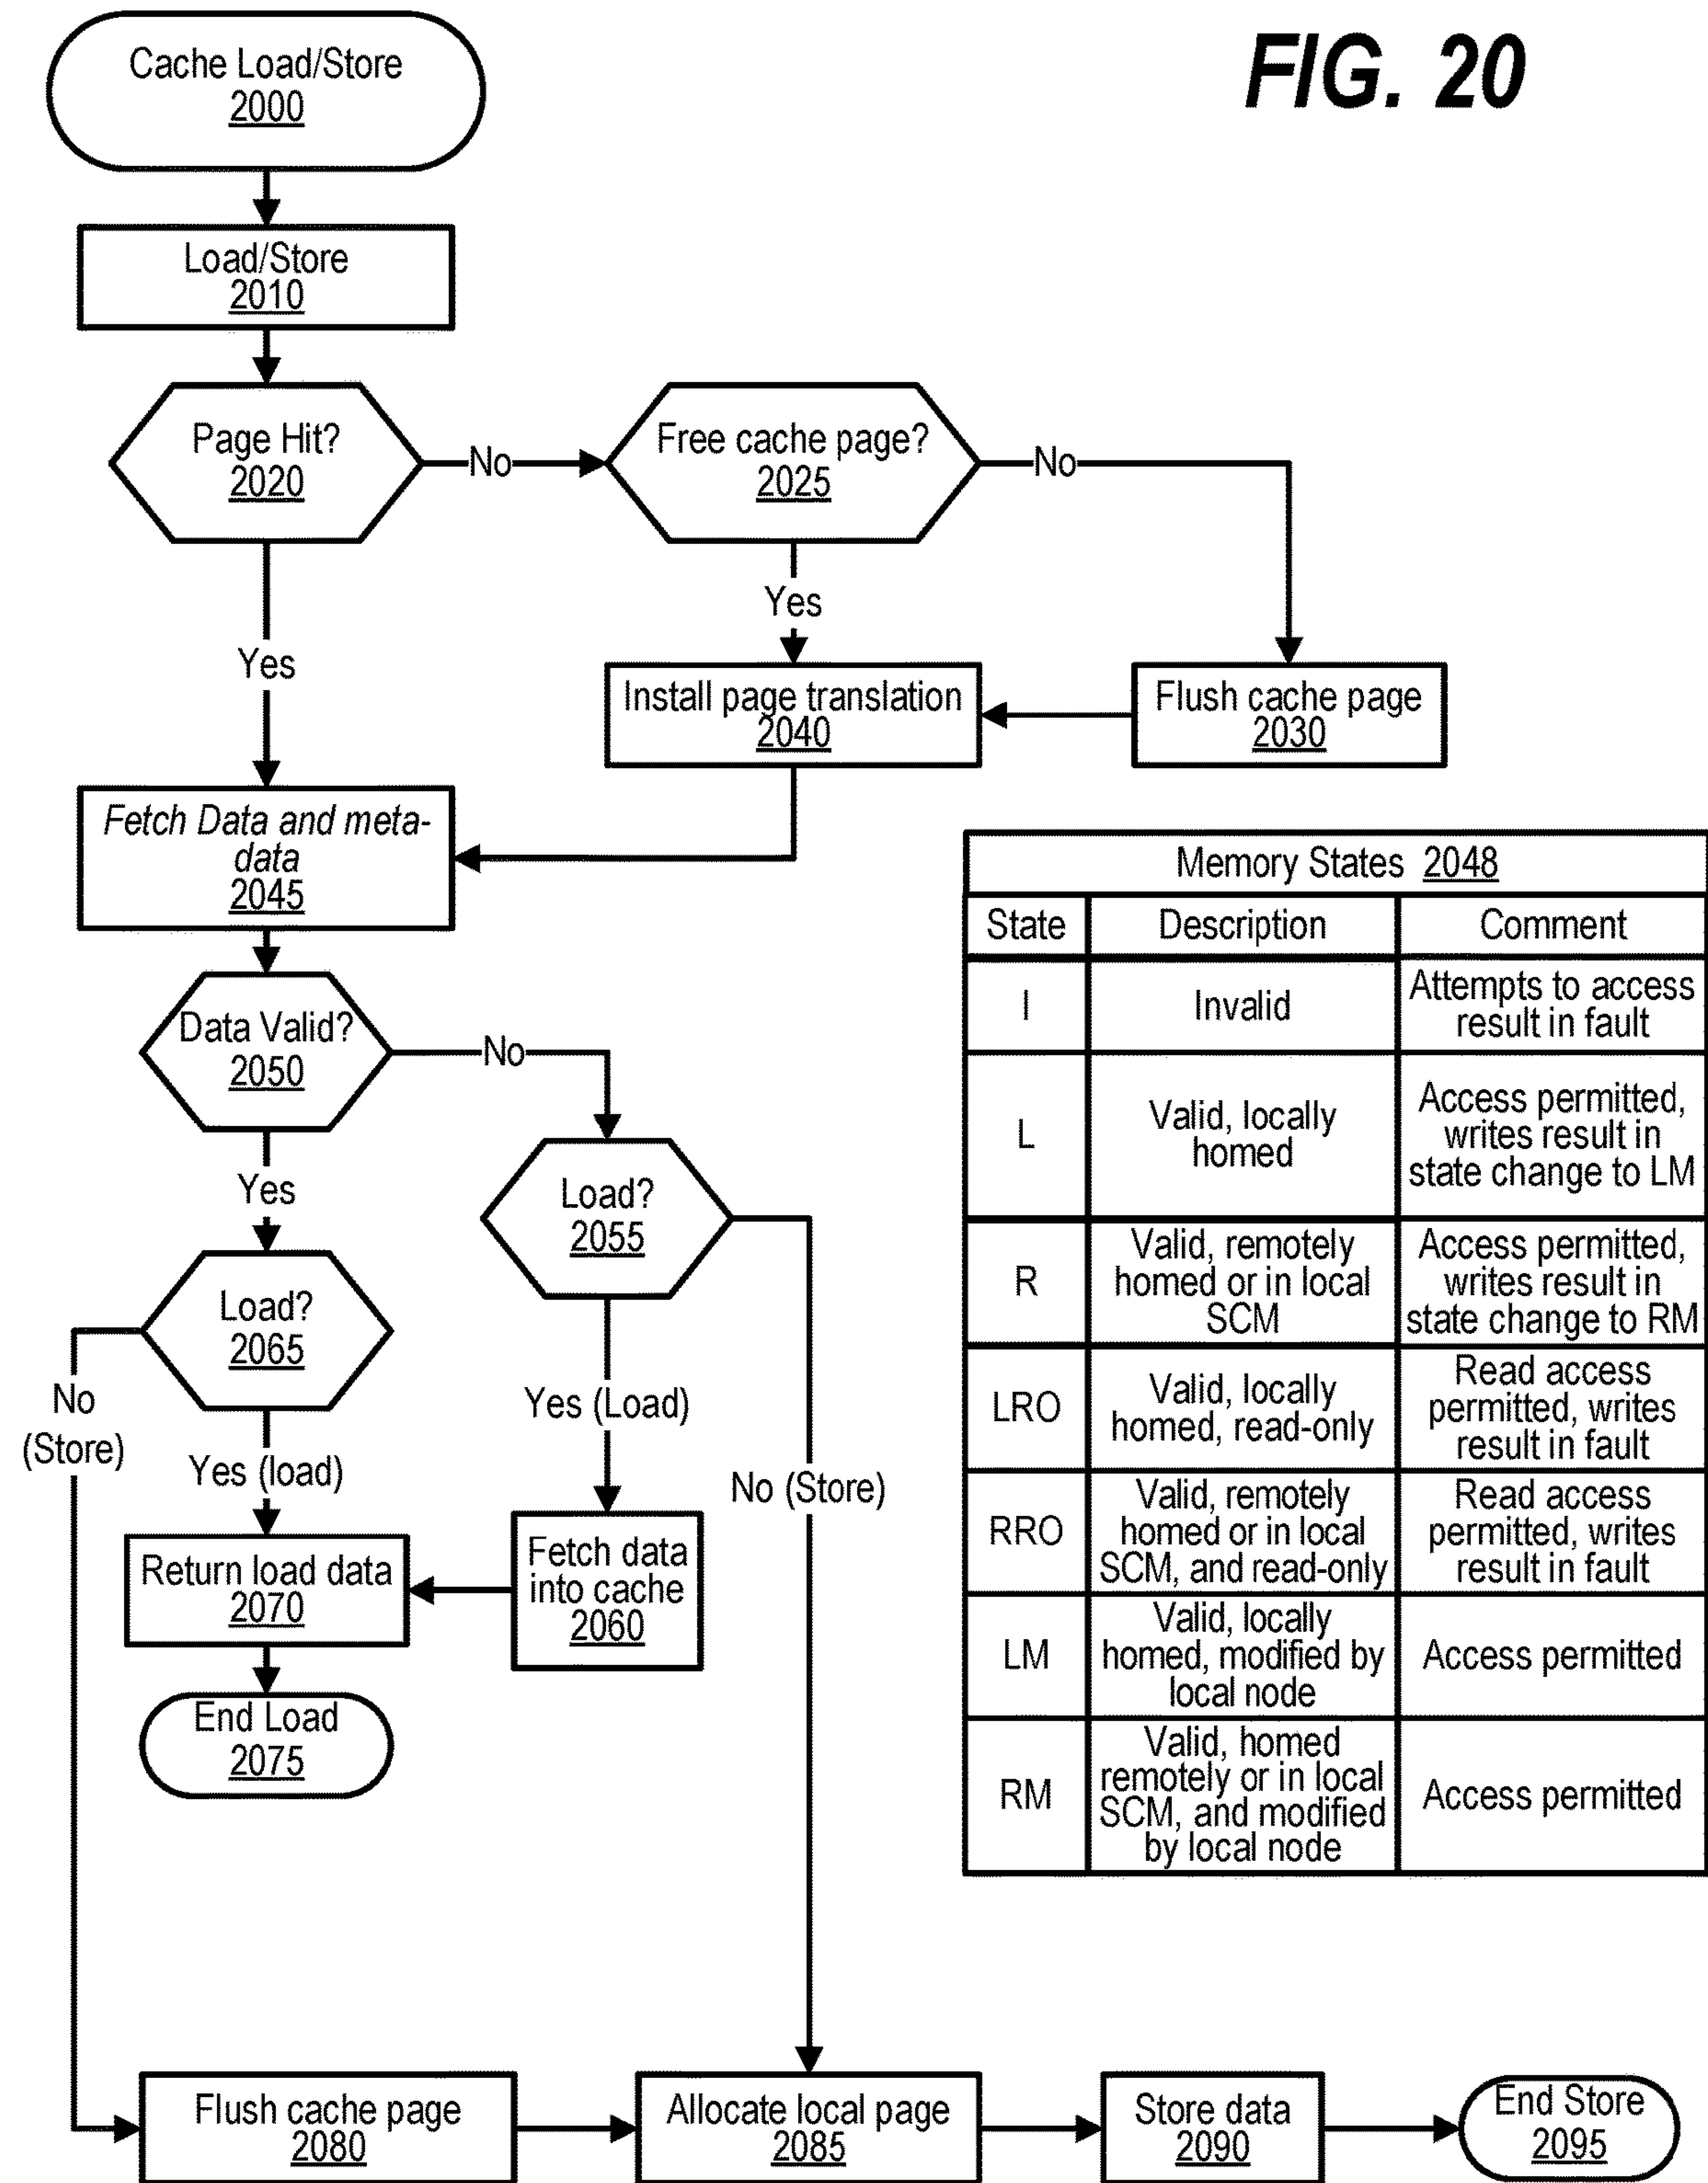 FIG. 20
Cache Load/Store
2000
Load/Store
2010
Page Hit?
2020
No
Free cache page?
2025
No
Yes
Yes
Install page translation
2040
Flush cache page
2030
Fetch Data and meta-
data
2045
Data Valid?
2050
No
Yes
Load?
2055
Load?
2065
No
(Store)
Yes (load)
Yes (Load)
No (Store)
Return load data
2070
Fetch data
into cache
2060
End Load
2075
Memory States 2048
State
Description
Comment
I
Invalid
Attempts to access
result in fault
L
Valid, locally
homed
Access permitted,
writes result in
state change to LM
R
Valid, remotely
homed or in local
SCM
Access permitted,
writes result in
state change to RM
LRO
Valid, locally
homed, read-only
Read access
permitted, writes
result in fault
RRO
Valid, remotely
homed or in local
SCM, and read-only
Read access
permitted, writes
result in fault
LM
Valid, locally
homed, modified by
local node
Access permitted
RM
Valid, homed
remotely or in local
SCM, and modified
by local node
Access permitted
Flush cache page
2080
Allocate local page
2085
Store data
2090
End Store
2095